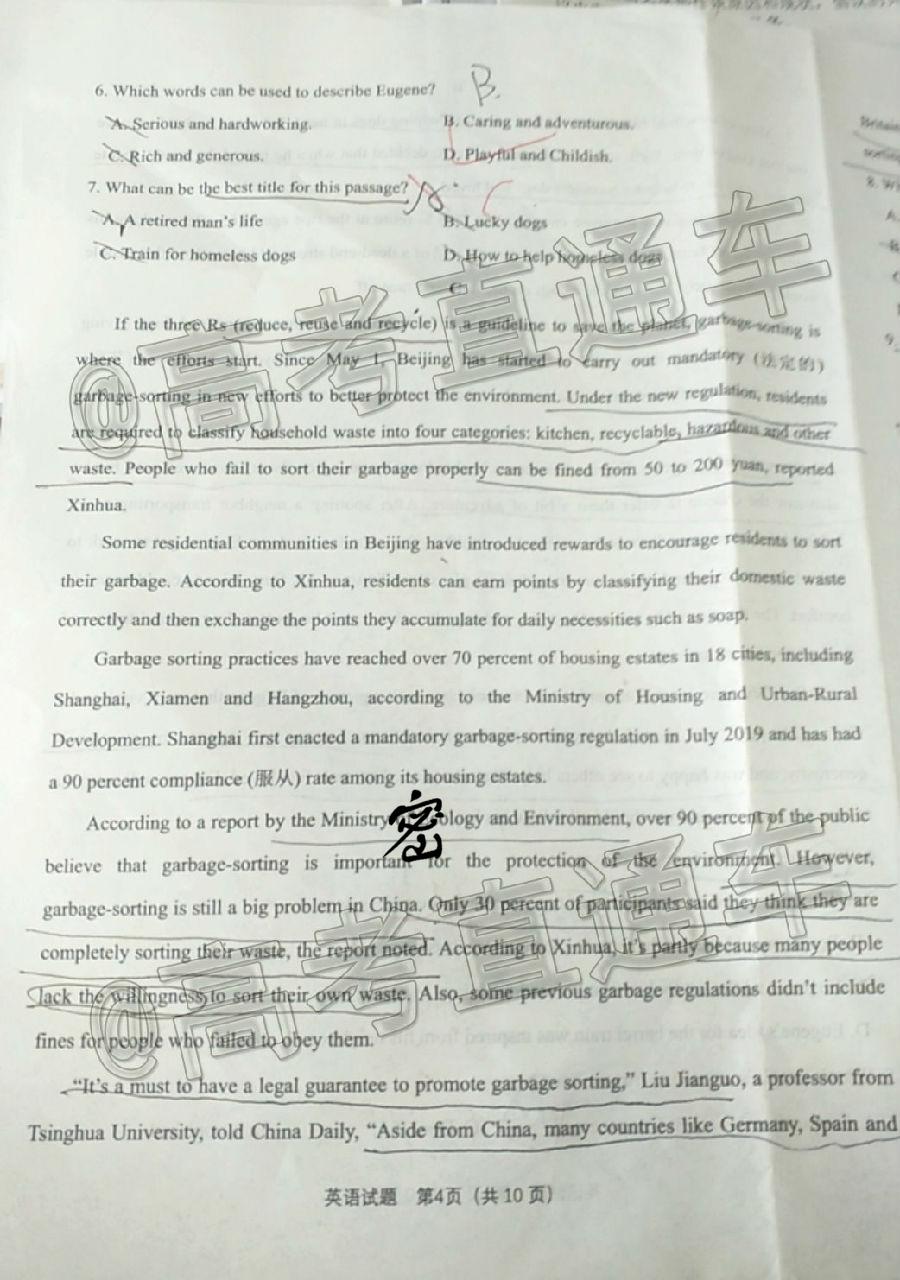 6. Which words can be used to describe Eugene?
B.
A. Serious and hardworking.
B. Caring and adventurous.
C. Rich and generous.
D. Playful and Childish.
7. What can be the best title for this passage?
C
A. A retired man's life
B. Lucky dogs
C. Train for homeless dogs
D. How to help homeless dogs
C
If the three Rs (reduce, reuse and recycle) is a guideline to save the planet, garbage-sorting is
where the efforts start. Since May 1, Beijing has started to carry out mandatory (法定的)
garbage-sorting in new efforts to better protect the environment. Under the new regulation, residents
are required to classify household waste into four categories: kitchen, recyclable, hazardous and other
waste. People who fail to sort their garbage properly can be fined from 50 to 200 yuan, reported
Xinhua.
Some residential communities in Beijing have introduced rewards to encourage residents to sort
their garbage. According to Xinhua, residents can earn points by classifying their domestic waste
correctly and then exchange the points they accumulate for daily necessities such as soap.
Garbage sorting practices have reached over 70 percent of housing estates in 18 cities, including
Shanghai, Xiamen and Hangzhou, according to the Ministry of Housing and Urban-Rural
Development. Shanghai first enacted a mandatory garbage-sorting regulation in July 2019 and has had
a 90 percent compliance (服从) rate among its housing estates.
According to a report by the Ministry 密 ology and Environment, over 90 percent of the public
believe that garbage-sorting is important for the protection of the environment. However,
garbage-sorting is still a big problem in China. Only 30 percent of participants said they think they are
completely sorting their waste, the report noted. According to Xinhua, it's partly because many people
lack the willingness to sort their own waste. Also, some previous garbage regulations didn't include
fines for people who failed to obey them.
"It's a must to have a legal guarantee to promote garbage sorting," Liu Jianguo, a professor from
Tsinghua University, told China Daily, "Aside from China, many countries like Germany, Spain and
英语试题 第4页 (共 10 页)
@高考直通车
@高考直通车